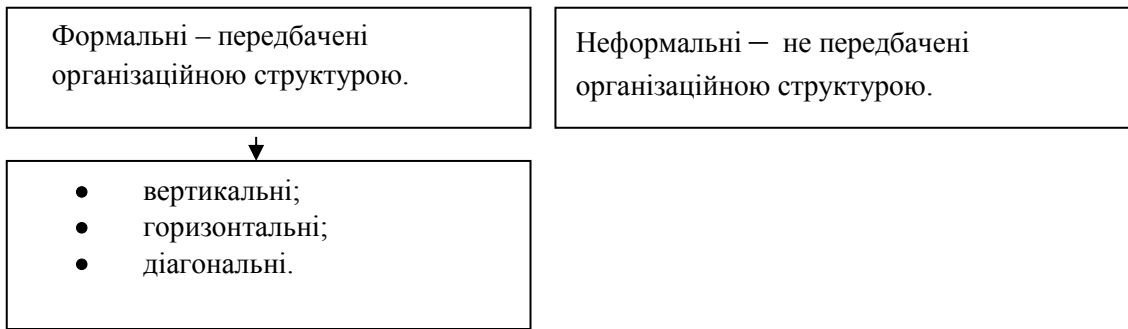 Формальні – передбачені
організаційною структурою.
Неформальні — не передбачені
організаційною структурою.
• вертикальні;
• горизонтальні;
• діагональні.